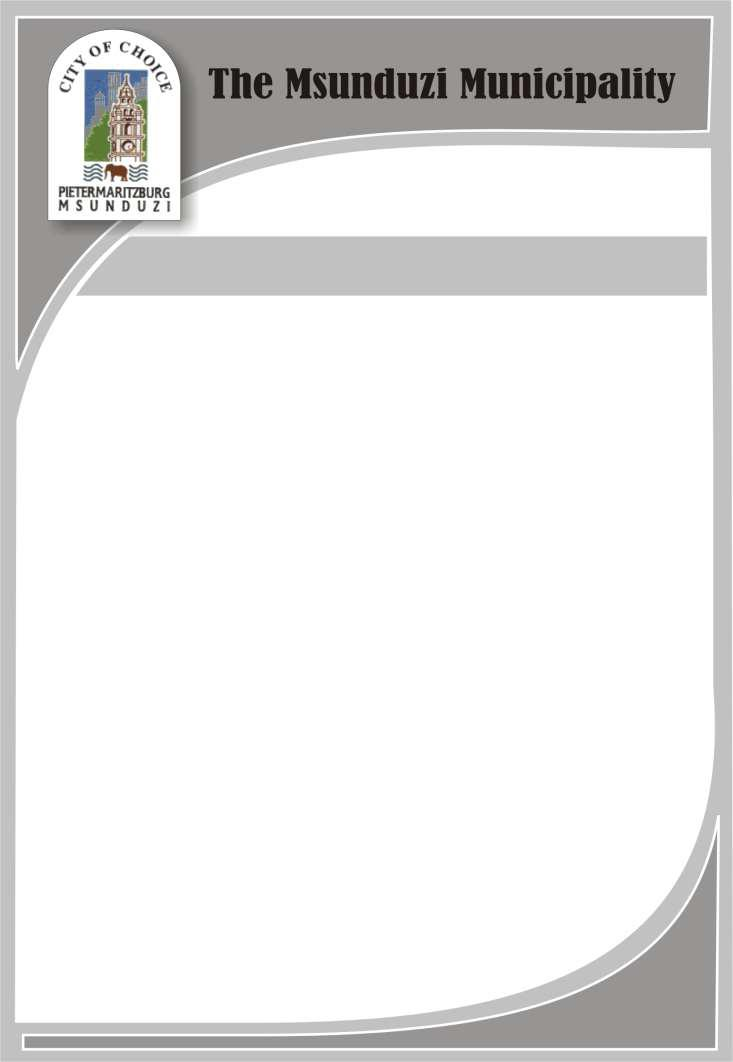 CITY OF CHOICE
The Msunduzi Municipality
PIETERMARITZBURG
MSUNDUZI